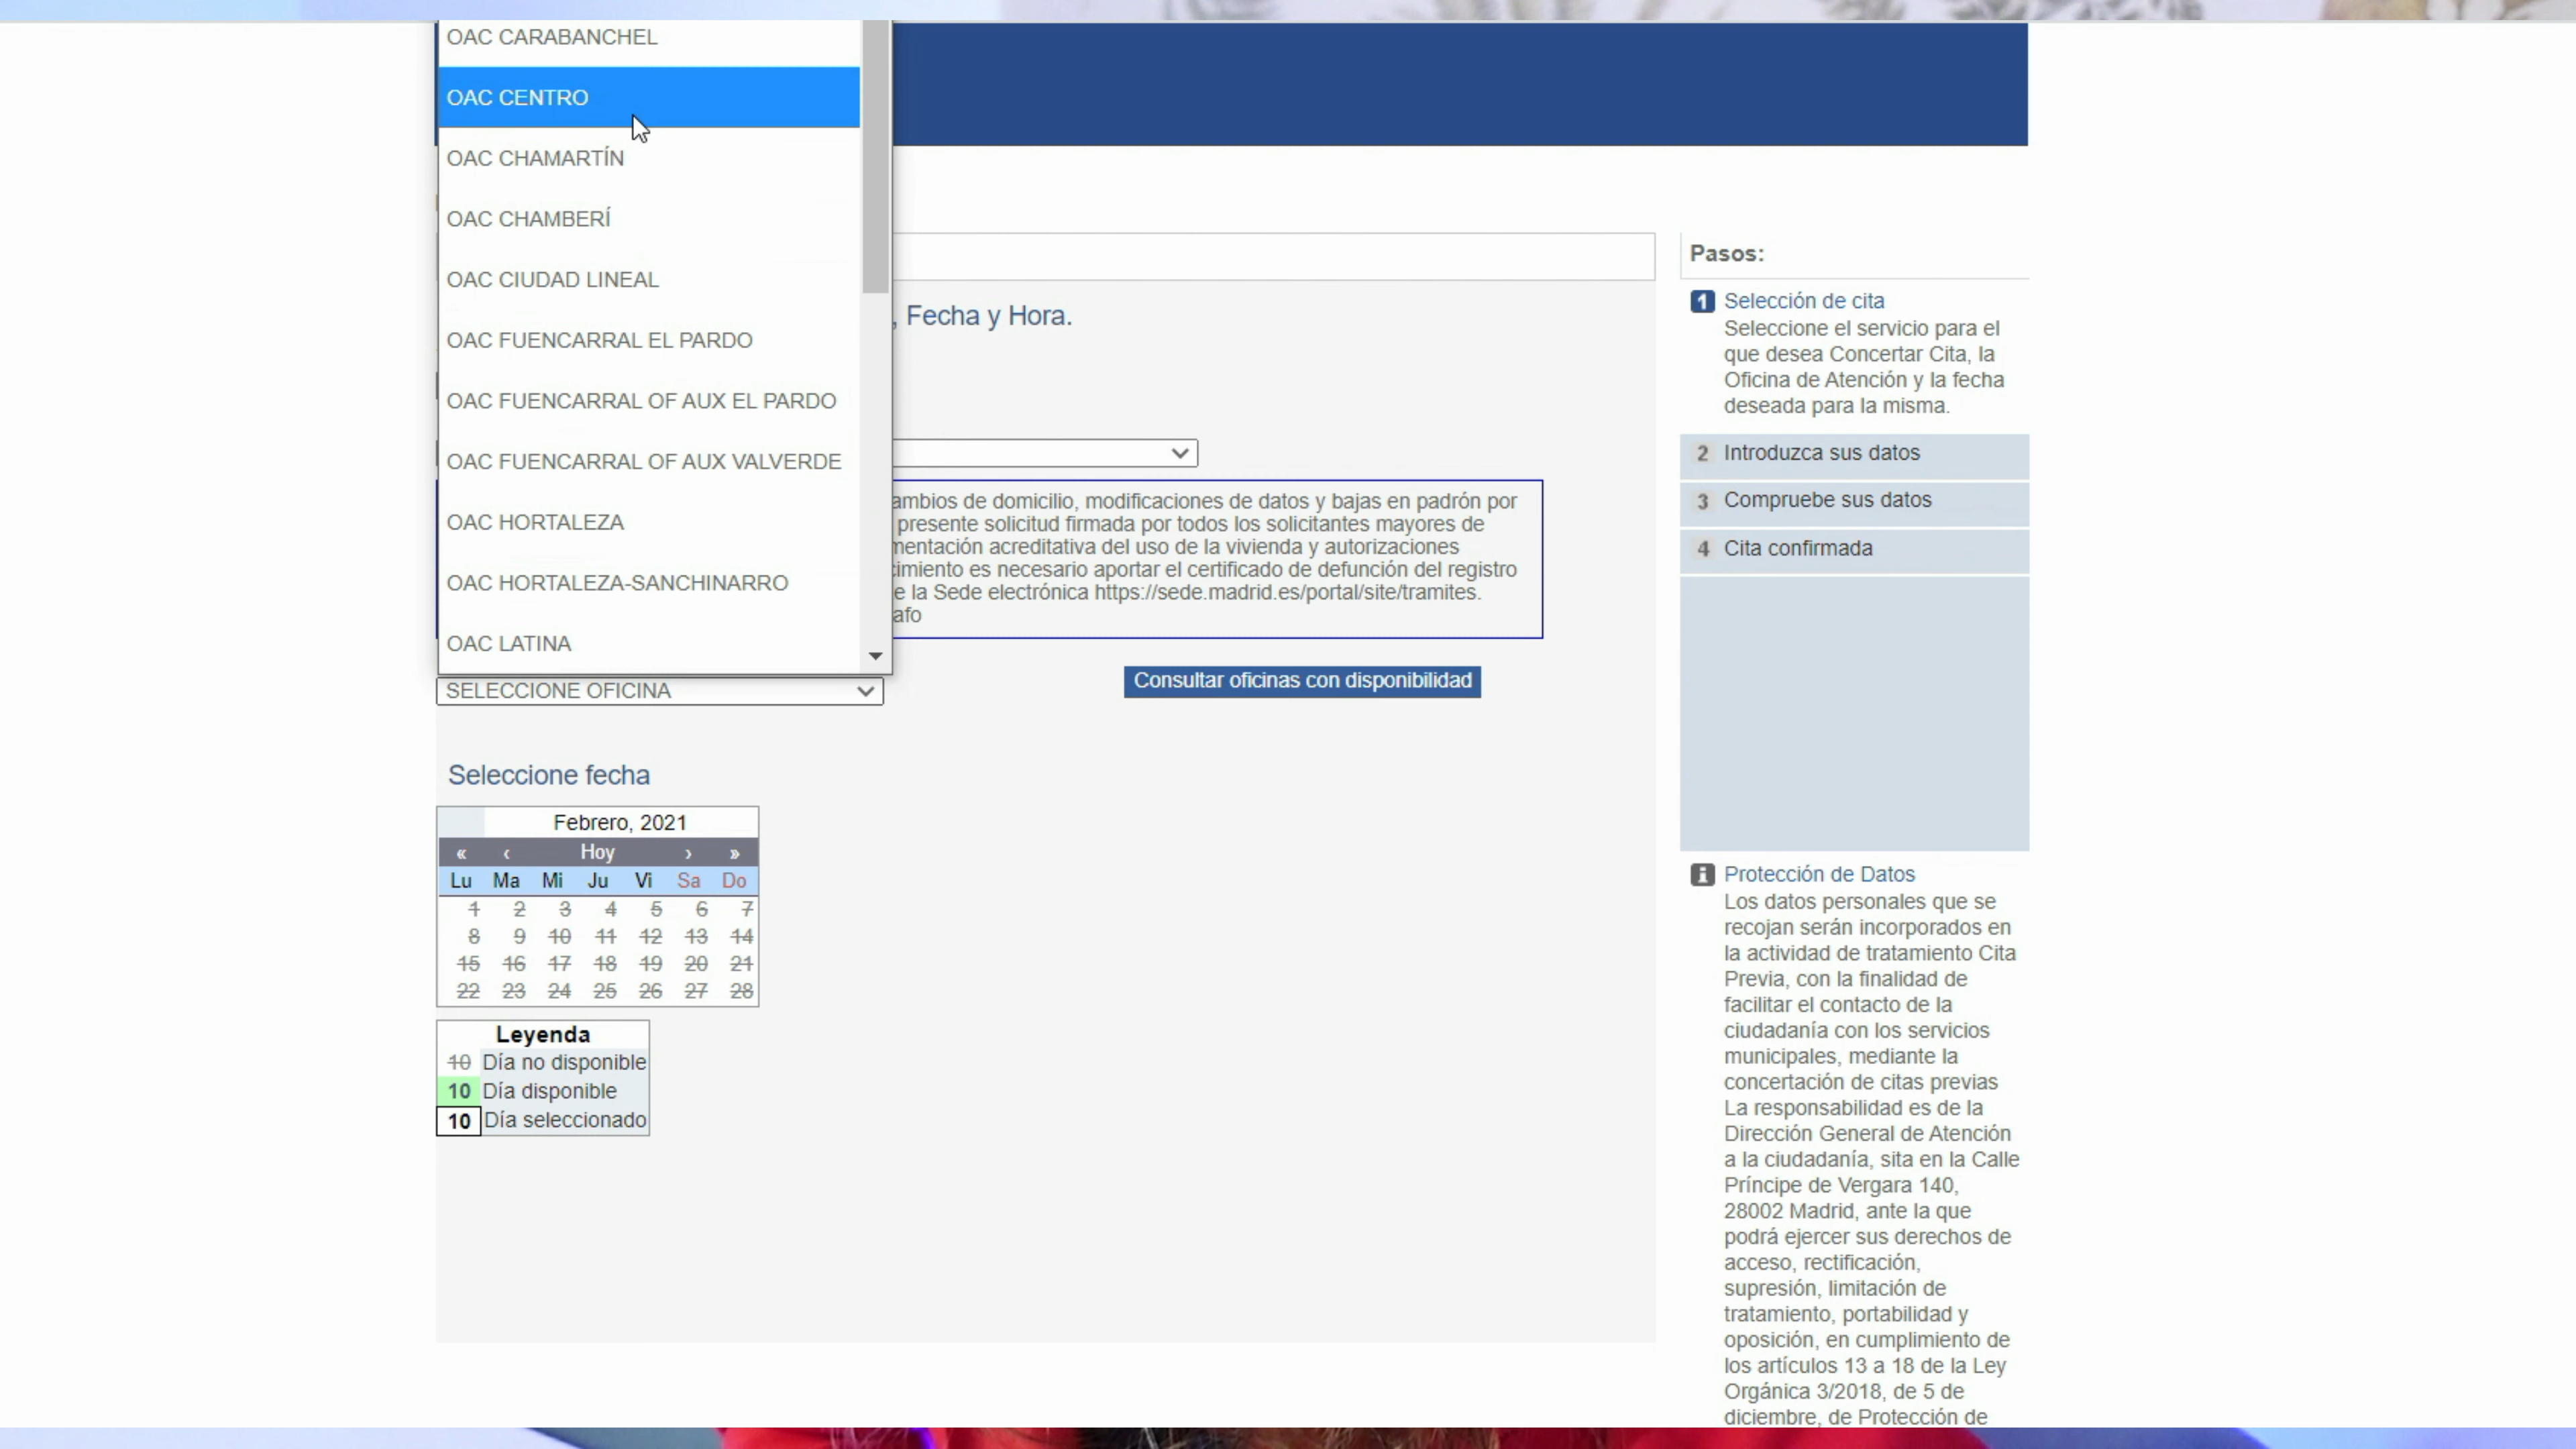 OAC CARABANCHEL
OAC CENTRO
OAC CHAMARTÍN
OAC CHAMBERÍ
OAC CIUDAD LINEAL
OAC FUENCARRAL EL PARDO
OAC FUENCARRAL OF AUX EL PARDO
OAC FUENCARRAL OF AUX VALVERDE
OAC HORTALEZA
OAC HORTALEZA-SANCHINARRO
OAC LATINA
SELECCIONE OFICINA
, Fecha y Hora.
ambios de domicilio, modificaciones de datos y bajas en padrón por
presente solicitud firmada por todos los solicitantes mayores de
mentación acreditativa del uso de la vivienda y autorizaciones
cimiento es necesario aportar el certificado de defunción del registro
e la Sede electrónica https://sede.madrid.es/portal/site/tramites.
afo
Consultar oficinas con disponibilidad
Seleccione fecha
Febrero, 2021
« ‹ Hoy › »
Lu Ma Mi Ju Vi Sa Do
1 2 3 4 5 6 7
8 9 10 11 12 13 14
15 16 17 18 19 20 21
22 23 24 25 26 27 28
Leyenda
10 Día no disponible
10 Día disponible
10 Día seleccionado
Pasos:
1 Selección de cita
Seleccione el servicio para el
que desea Concertar Cita, la
Oficina de Atención y la fecha
deseada para la misma.
2 Introduzca sus datos
3 Compruebe sus datos
4 Cita confirmada
i Protección de Datos
Los datos personales que se
recojan serán incorporados en
la actividad de tratamiento Cita
Previa, con la finalidad de
facilitar el contacto de la
ciudadanía con los servicios
municipales, mediante la
concertación de citas previas
La responsabilidad es de la
Dirección General de Atención
a la ciudadanía, sita en la Calle
Príncipe de Vergara 140,
28002 Madrid, ante la que
podrá ejercer sus derechos de
acceso, rectificación,
supresión, limitación de
tratamiento, portabilidad y
oposición, en cumplimiento de
los artículos 13 a 18 de la Ley
Orgánica 3/2018, de 5 de
diciembre, de Protección de